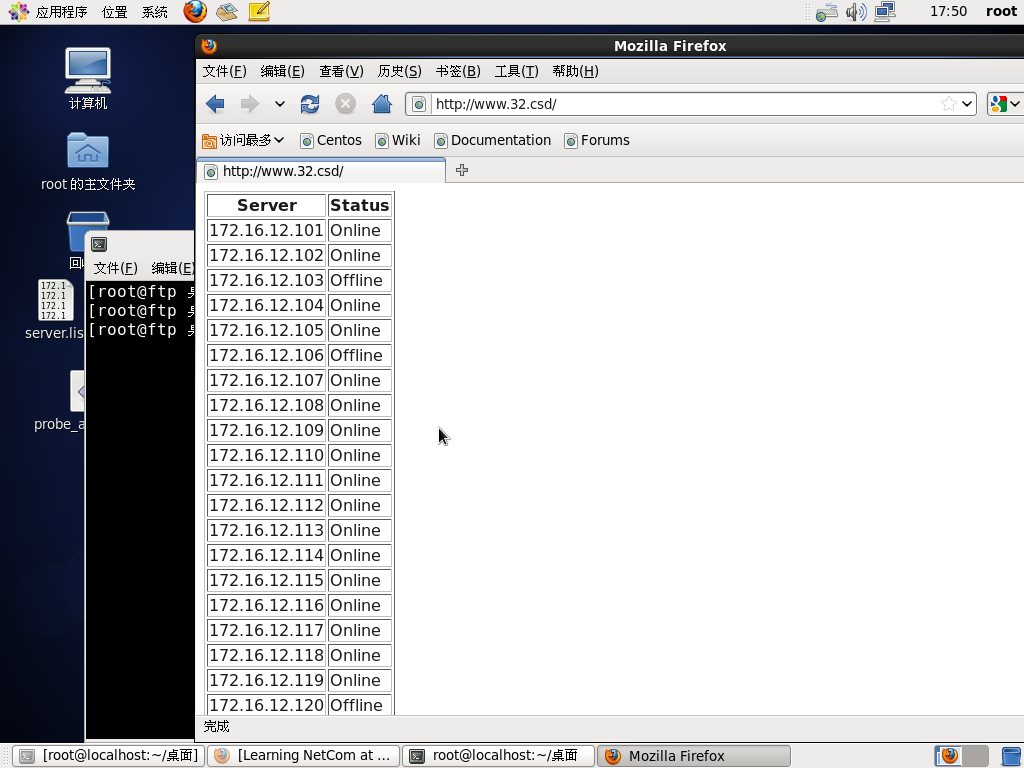 应用程序 位置 系统 17:50 root
Mozilla Firefox
文件(F) 编辑(E) 查看(V) 历史(S) 书签(B) 工具(T) 帮助(H)
http://www.32.csd/
访问最多 Centos Wiki Documentation Forums
http://www.32.csd/
计算机
root 的主文件夹
回
server.lis
probe_a
172.1
172.1
172.1
172.1
文件(F) 编辑(E)
[root@ftp
[root@ftp
[root@ftp
Server Status
172.16.12.101 Online
172.16.12.102 Online
172.16.12.103 Offline
172.16.12.104 Online
172.16.12.105 Online
172.16.12.106 Offline
172.16.12.107 Online
172.16.12.108 Online
172.16.12.109 Online
172.16.12.110 Online
172.16.12.111 Online
172.16.12.112 Online
172.16.12.113 Online
172.16.12.114 Online
172.16.12.115 Online
172.16.12.116 Online
172.16.12.117 Online
172.16.12.118 Online
172.16.12.119 Online
172.16.12.120 Offline
完成
[root@localhost:~/桌面] [Learning NetCom at ... root@localhost:~/桌面 Mozilla Firefox